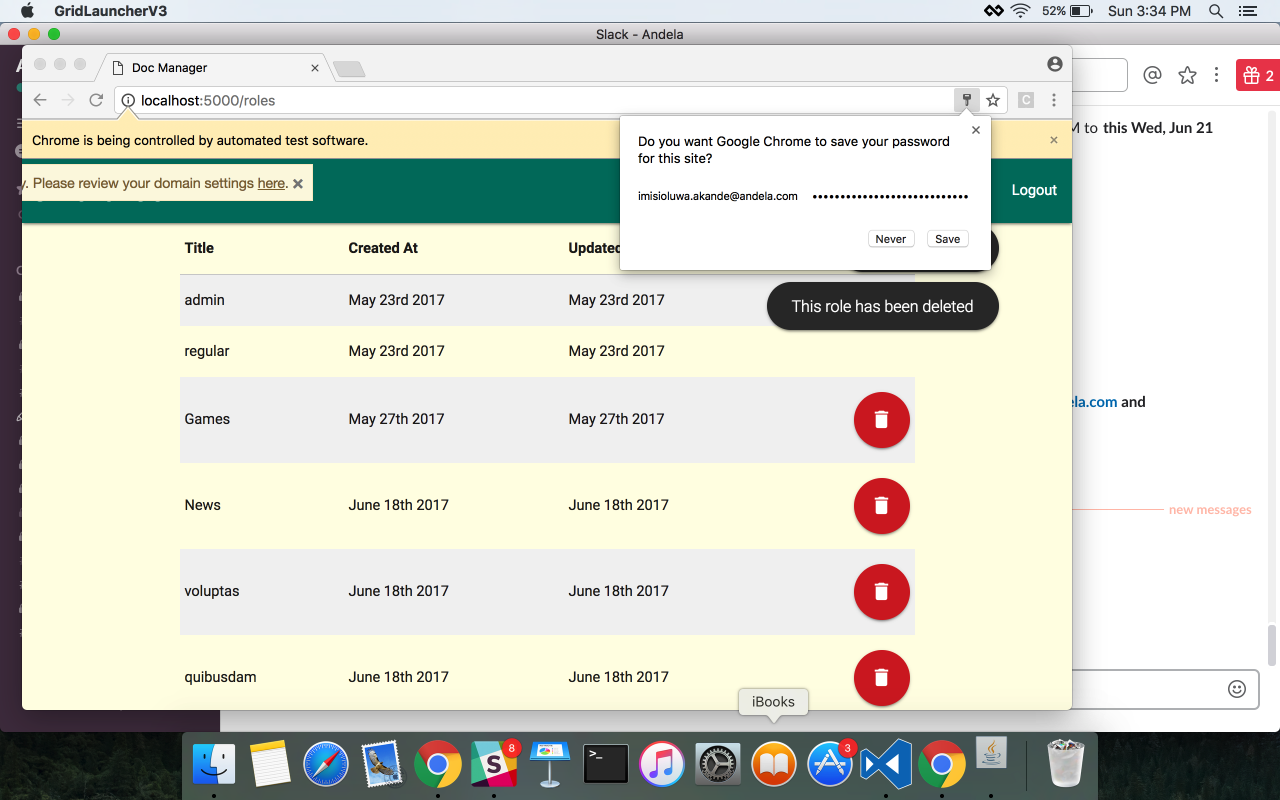 GridLauncherV3
52%
Sun 3:34 PM
Slack - Andela
Doc Manager
localhost:5000/roles
2
Chrome is being controlled by automated test software.
Do you want Google Chrome to save your password
for this site?
imisioluwa.akande@andela.com
Never
Save
to this Wed, Jun 21
. Please review your domain settings here.
Logout
Title
Created At
admin
May 23rd 2017
May 23rd 2017
This role has been deleted
regular
May 23rd 2017
May 23rd 2017
.com and
Games
May 27th 2017
May 27th 2017
News
June 18th 2017
June 18th 2017
new messages
voluptas
June 18th 2017
June 18th 2017
quibusdam
June 18th 2017
June 18th 2017
iBooks
8
3